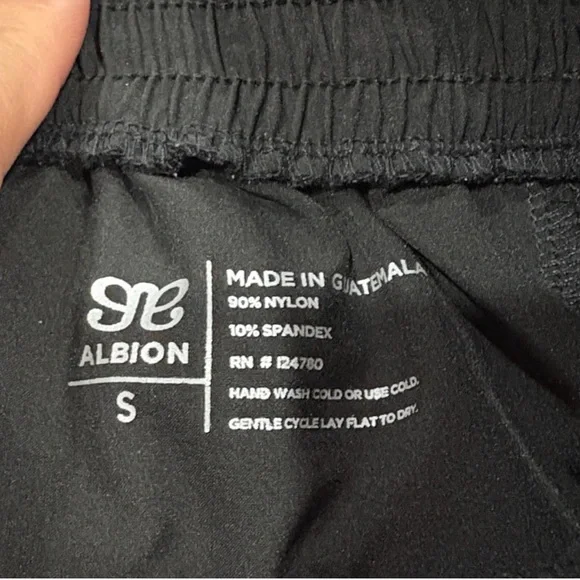 ALBION
S
MADE IN GUATEMALA
90% NYLON
10% SPANDEX
RN # 124780
HAND WASH COLD OR USE COLD.
GENTLE CYCLE LAY FLAT TO DRY.